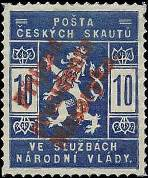 POŠTA
ČESKÝCH SKAUTŮ
10 10
VE SLUŽBÁCH
NÁRODNÍ VLÁDY.